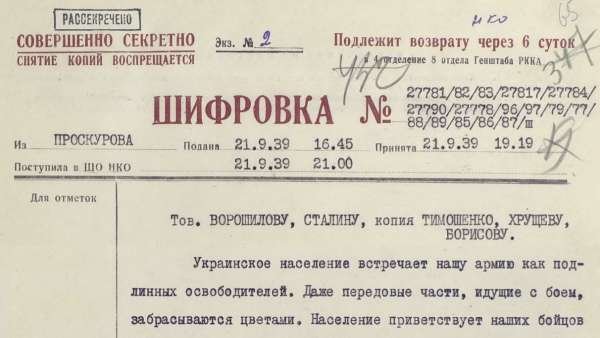 РАССЕКРЕЧЕНО
нко
65
СОВЕРШЕННО СЕКРЕТНО
Экз. № 2
Подлежит возврату через 6 суток
СНЯТИЕ КОПИЙ ВОСПРЕЩАЕТСЯ
в 4 отделение 8 отдела Генштаба РККА
ШИФРОВКА №
27781/82/83/27817/27784/
27790/27778/96/97/79/77/
88/89/85/86/87/ш
Из ПРОСКУРОВА Подана 21.9.39 16.45 Принята 21.9.39 19.19
Поступила в ШО НКО 21.9.39 21.00
Для отметок
Тов. ВОРОШИЛОВУ, СТАЛИНУ, копия ТИМОШЕНКО, ХРУЩЕВУ,
БОРИСОВУ.
Украинское население встречает нашу армию как под-
линных освободителей. Даже передовые части, идущие с боем,
забрасываются цветами. Население приветствует наших бойцов